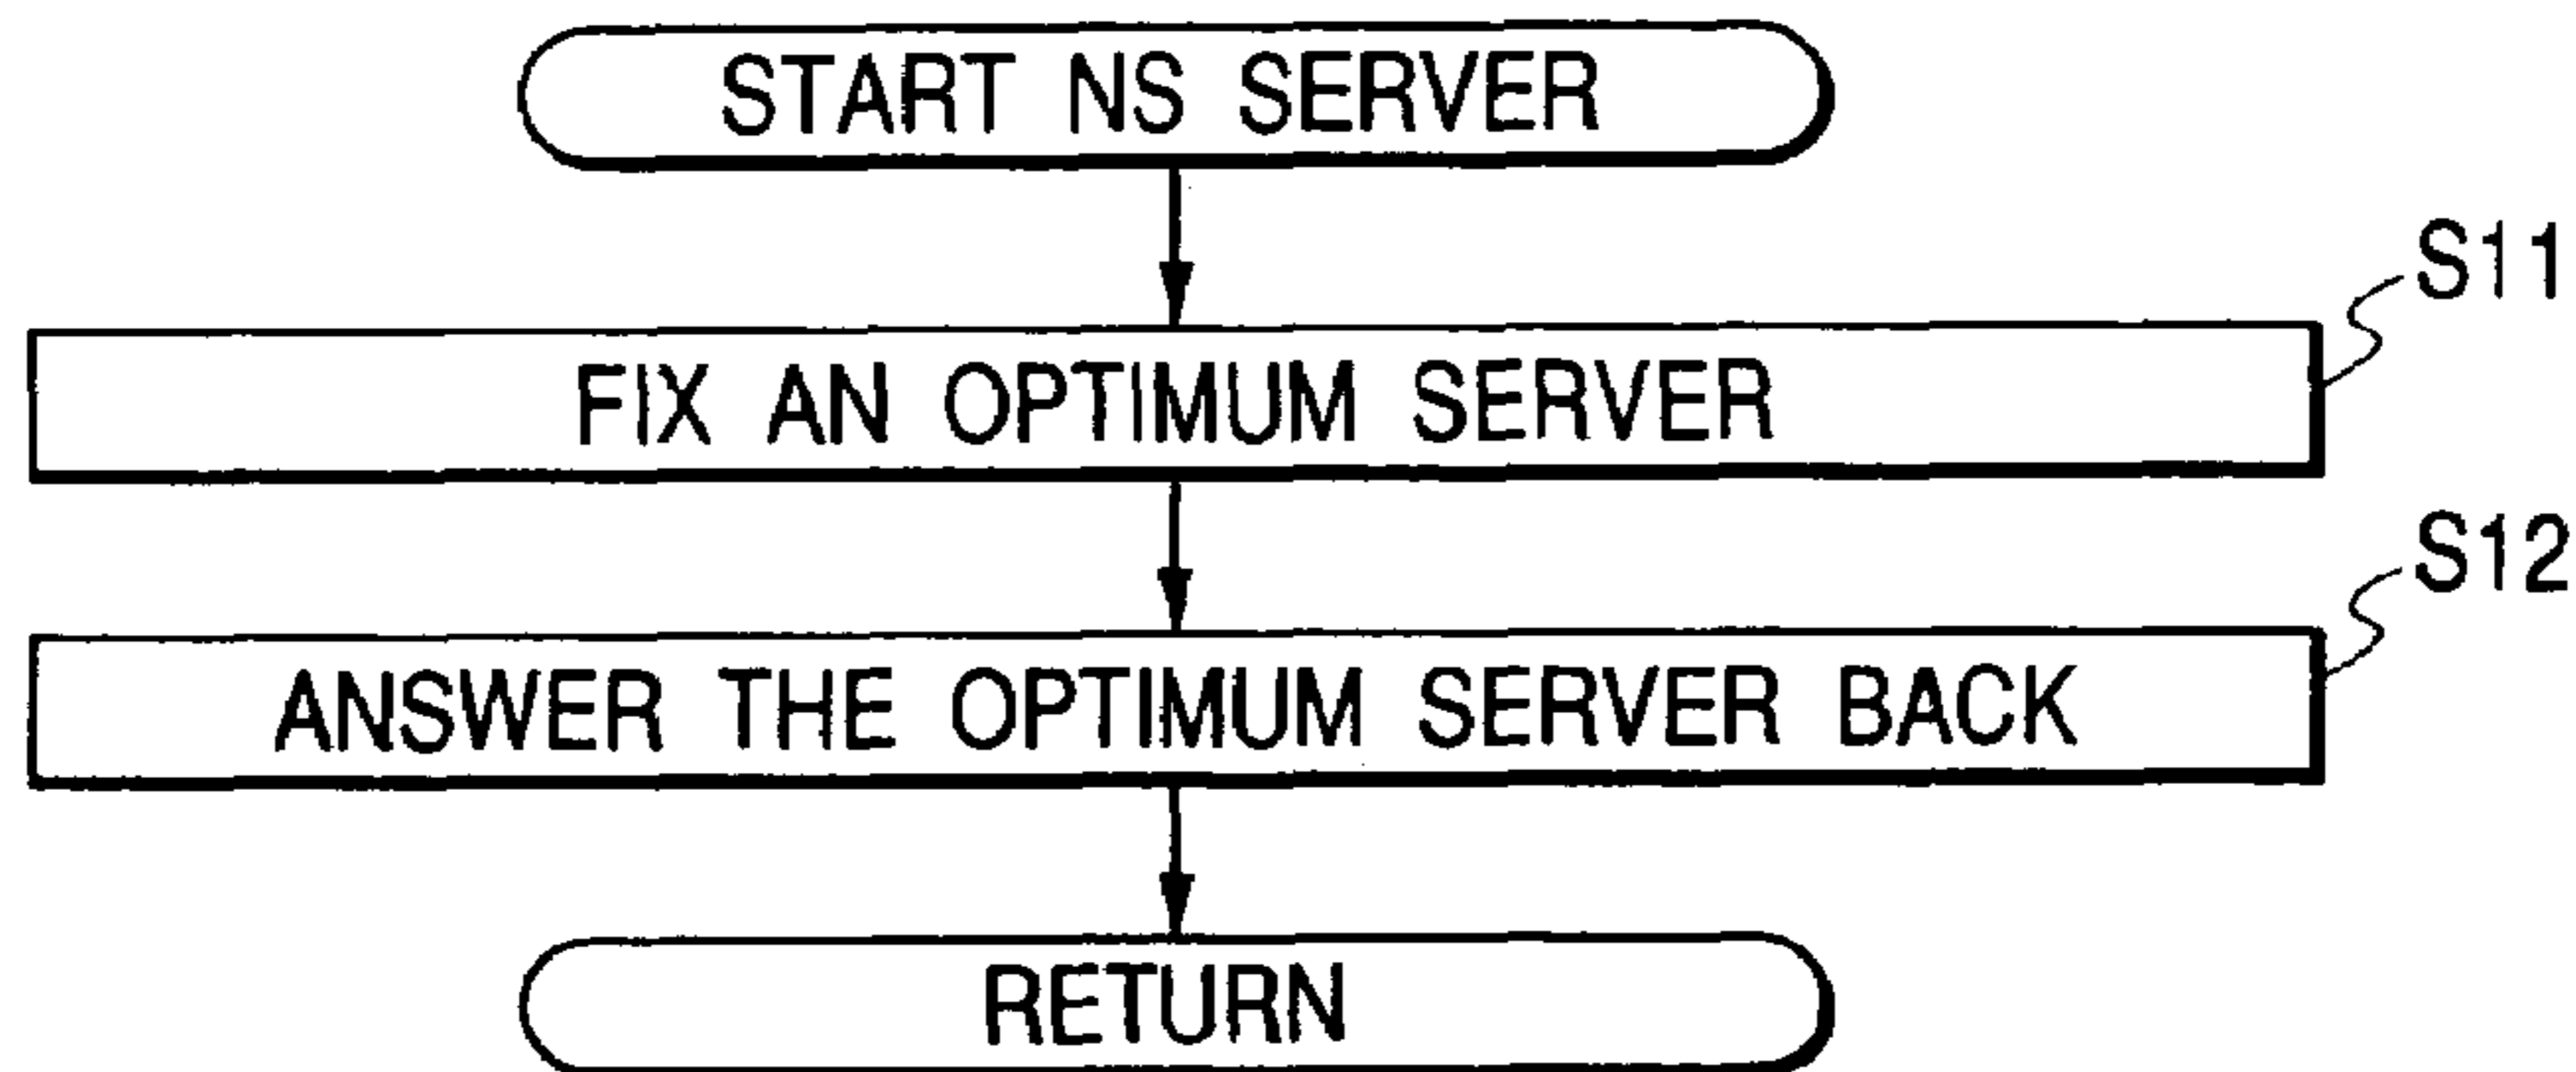 START NS SERVER
S11
FIX AN OPTIMUM SERVER
S12
ANSWER THE OPTIMUM SERVER BACK
RETURN